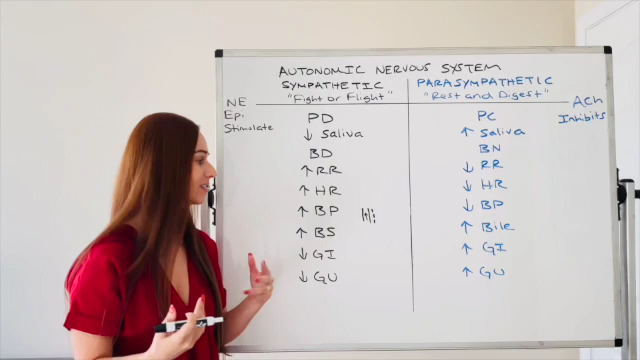 AUTONOMIC NERVOUS SYSTEM
SYMPATHETIC
"Fight or Flight"
NE
Ep.
Stimulate
PD
↓ Saliva
BD
↑ RR
↑ HR
↑ BP
↑ BS
↓ GI
↓ GU
PARASYMPATHETIC
"Rest and Digest"
ACh
Inhibits
PC
↑ Saliva
BN
↓ RR
↓ HR
↓ BP
↑ Bile
↑ GI
↑ GU